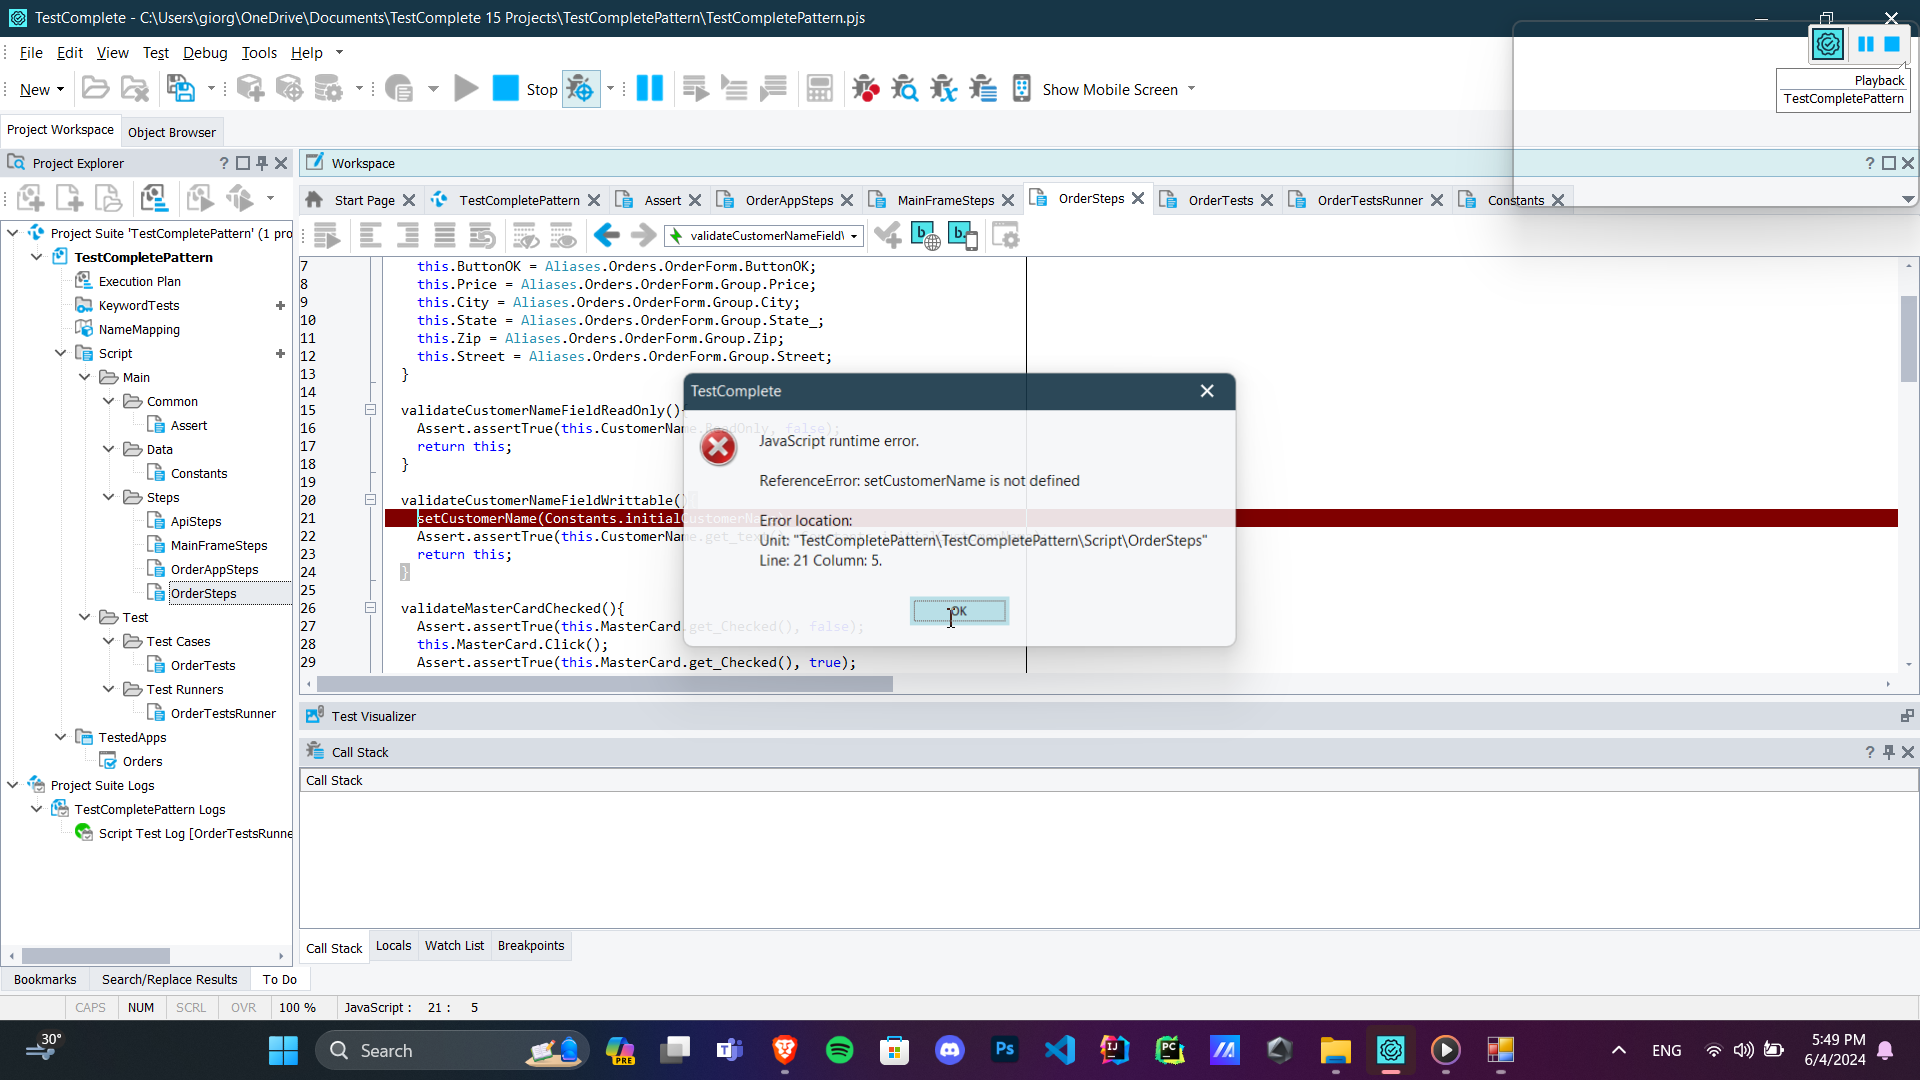 TestComplete - C:\Users\giorg\OneDrive\Documents\TestComplete 15 Projects\TestCompletePattern\TestCompletePattern.pjs
File Edit View Test Debug Tools Help
New Stop Show Mobile Screen
Playback
TestCompletePattern
Project Workspace Object Browser
Project Explorer
Workspace
Start Page TestCompletePattern Assert OrderAppSteps MainFrameSteps OrderSteps OrderTests OrderTestsRunner Constants
validateCustomerNameField\
Project Suite 'TestCompletePattern' (1 pro
TestCompletePattern
Execution Plan
KeywordTests
NameMapping
Script
Main
Common
Assert
Data
Constants
Steps
ApiSteps
MainFrameSteps
OrderAppSteps
OrderSteps
Test
Test Cases
OrderTests
Test Runners
OrderTestsRunner
TestedApps
Orders
Project Suite Logs
TestCompletePattern Logs
Script Test Log [OrderTestsRunne
7 this.ButtonOK = Aliases.Orders.OrderForm.ButtonOK;
8 this.Price = Aliases.Orders.OrderForm.Group.Price;
9 this.City = Aliases.Orders.OrderForm.Group.City;
10 this.State = Aliases.Orders.OrderForm.Group.State_;
11 this.Zip = Aliases.Orders.OrderForm.Group.Zip;
12 this.Street = Aliases.Orders.OrderForm.Group.Street;
13 }
14
15 validateCustomerNameFieldReadOnly(){
16 Assert.assertTrue(this.CustomerName.ReadOnly, false);
17 return this;
18 }
19
20 validateCustomerNameFieldWrittable()
21 setCustomerName(Constants.initialCustomerName
22 Assert.assertTrue(this.CustomerName.get_text
23 return this;
24 }
25
26 validateMasterCardChecked(){
27 Assert.assertTrue(this.MasterCard.get_Checked(), false);
28 this.MasterCard.Click();
29 Assert.assertTrue(this.MasterCard.get_Checked(), true);
TestComplete
JavaScript runtime error.
ReferenceError: setCustomerName is not defined
Error location:
Unit: "TestCompletePattern\TestCompletePattern\Script\OrderSteps"
Line: 21 Column: 5.
OK
Test Visualizer
Call Stack
Call Stack
Call Stack Locals Watch List Breakpoints
Bookmarks Search/Replace Results To Do
CAPS NUM SCRL OVR 100 % JavaScript : 21 : 5
30°
Search
PRE
Ps
PC
ENG
5:49 PM
6/4/2024